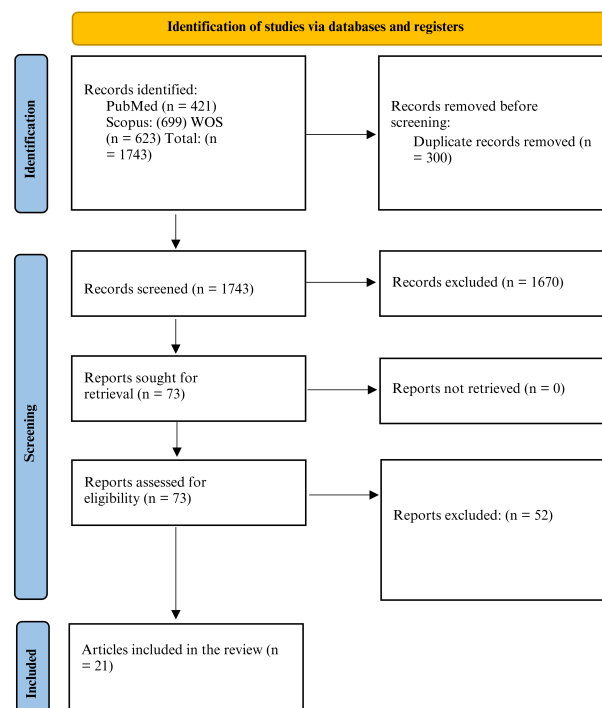 Identification of studies via databases and registers
Identification
Records identified:
PubMed (n = 421)
Scopus: (699) WOS
(n = 623) Total: (n
= 1743)
Records removed before
screening:
Duplicate records removed (n
= 300)
Screening
Records screened (n = 1743)
Records excluded (n = 1670)
Reports sought for
retrieval (n = 73)
Reports not retrieved (n = 0)
Reports assessed for
eligibility (n = 73)
Reports excluded: (n = 52)
Included
Articles included in the review (n
= 21)